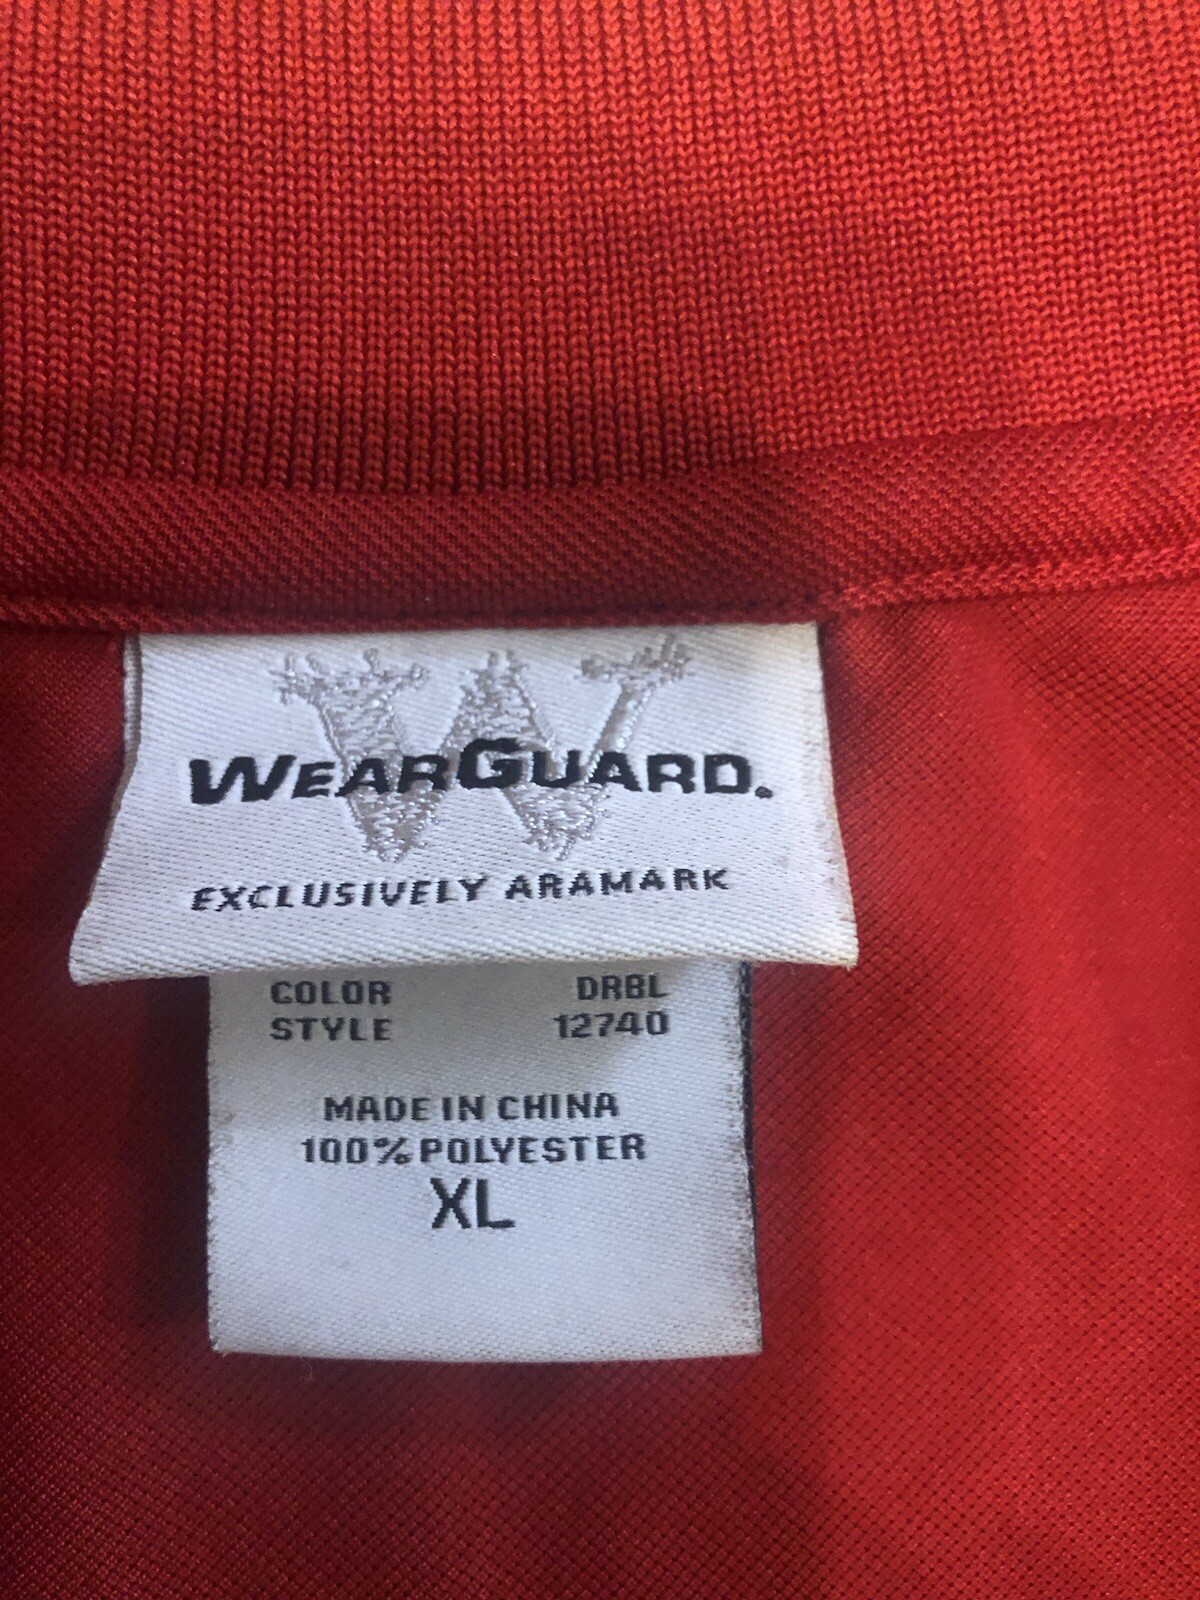 WEARGUARD.
EXCLUSIVELY ARAMARK
COLOR DRBL
STYLE 12740
MADE IN CHINA
100% POLYESTER
XL